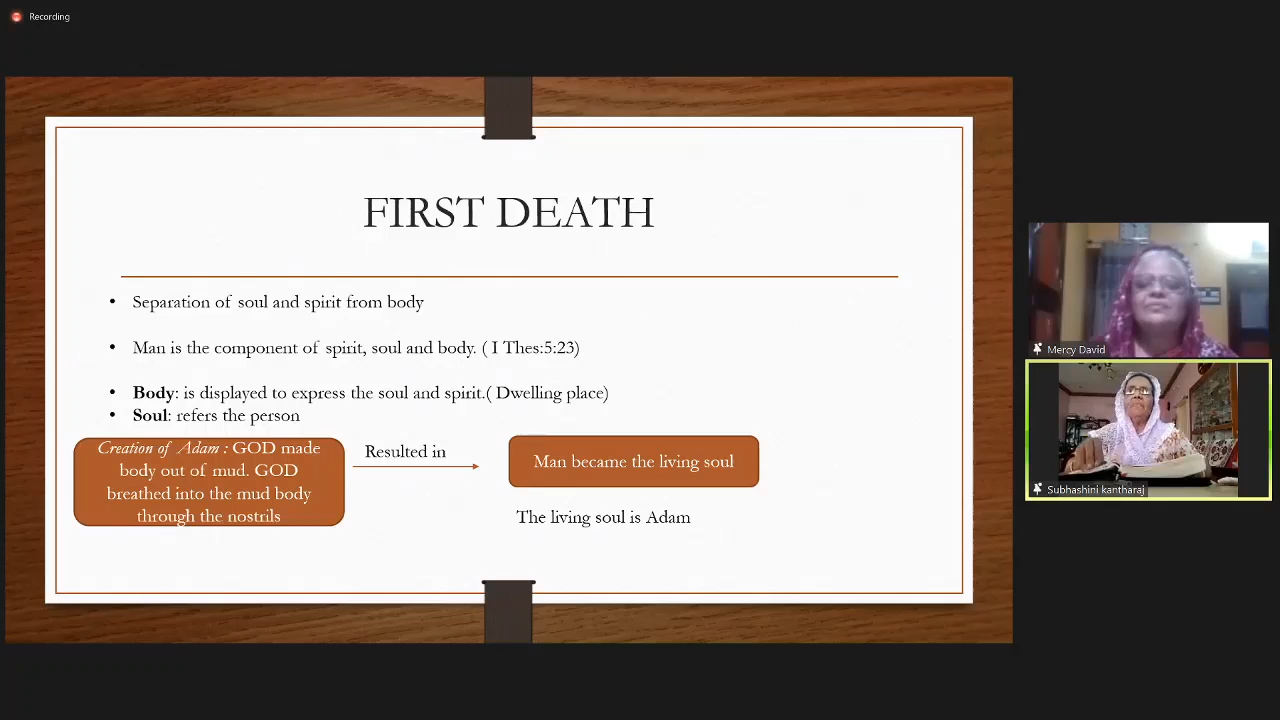 Recording
FIRST DEATH
• Separation of soul and spirit from body
• Man is the component of spirit, soul and body. ( I Thes:5:23)
• Body: is displayed to express the soul and spirit.( Dwelling place)
• Soul: refers the person
Creation of Adam : GOD made
body out of mud. GOD
breathed into the mud body
through the nostrils
Resulted in
Man became the living soul
The living soul is Adam
Mercy David
Subhashini kantharaj